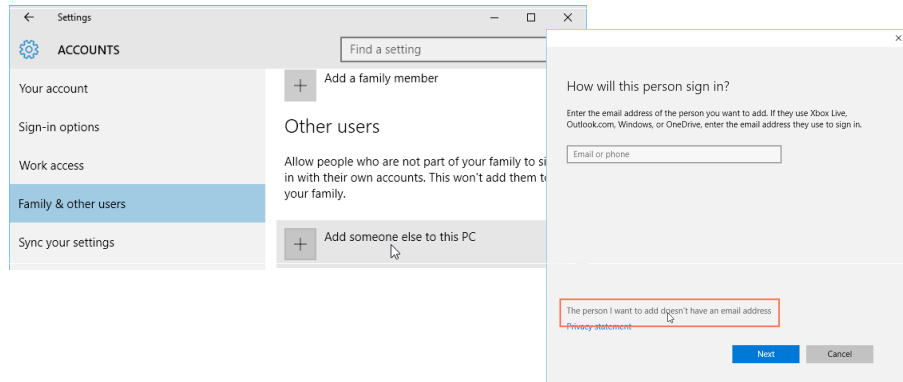 Settings
ACCOUNTS
Find a setting
Your account
Sign-in options
Work access
Family & other users
Sync your settings
Add a family member
Other users
Allow people who are not part of your family to si
in with their own accounts. This won't add them t
your family.
Add someone else to this PC
How will this person sign in?
Enter the email address of the person you want to add. If they use Xbox Live,
Outlook.com, Windows, or OneDrive, enter the email address they use to sign in.
Email or phone
The person I want to add doesn't have an email address
Privacy statement
Next
Cancel